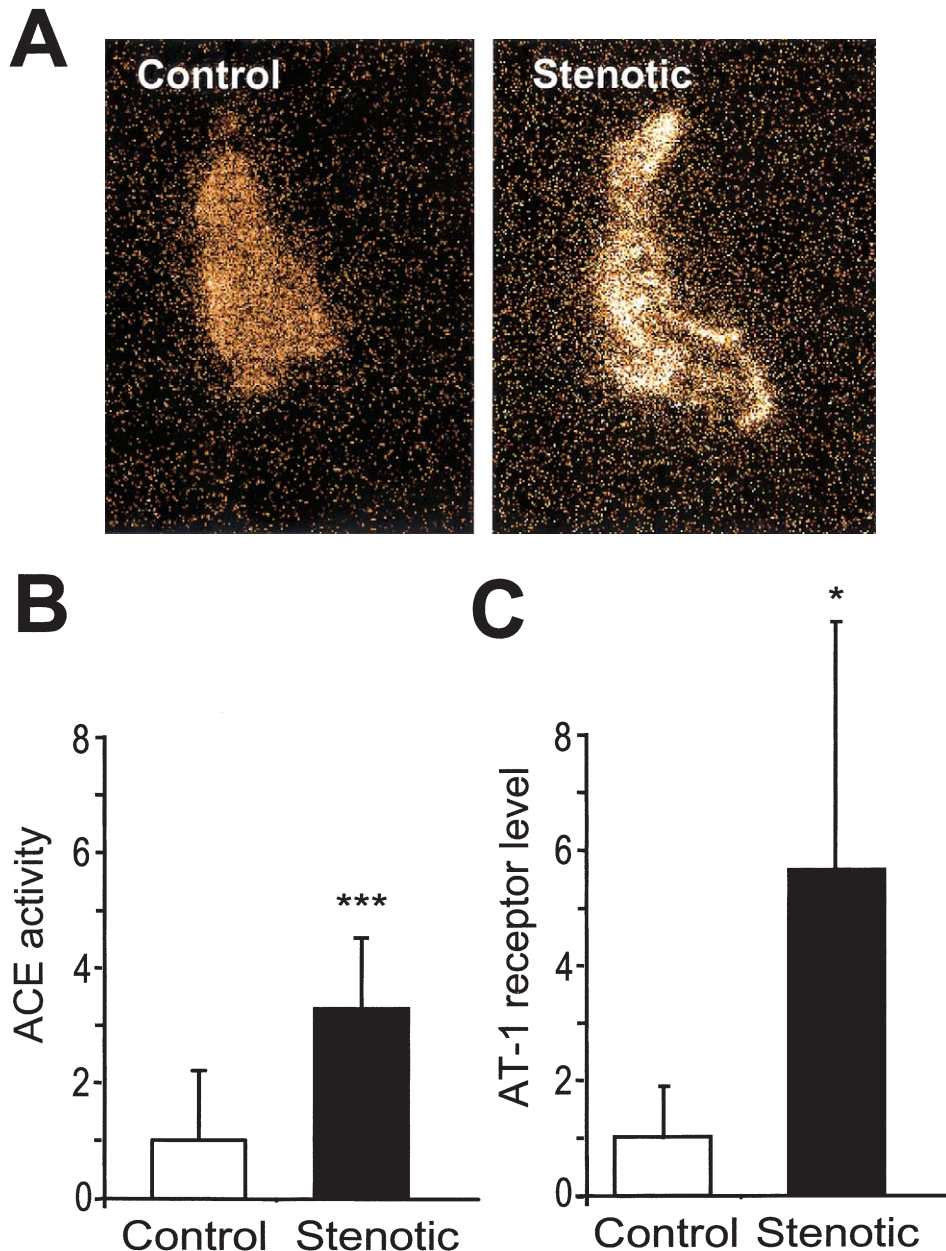 A
Control
Stenotic
B
C
***
*
8
6
4
2
0
ACE activity
Control Stenotic
8
6
4
2
0
AT-1 receptor level
Control Stenotic